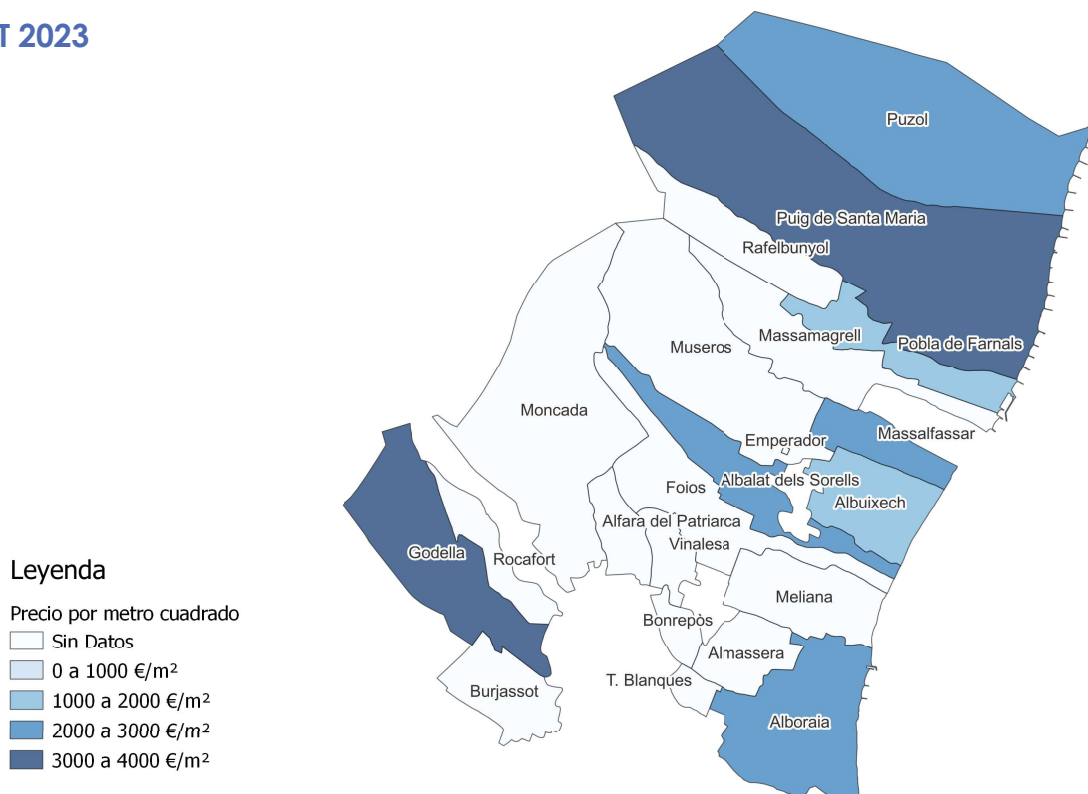 T 2023
Puzol
Puig de Santa Maria
Rafelbunyol
Massamagrell
Pobla de Farnals
Museros
Moncada
Massalfassar
Emperador
Albalat dels Sorells
Foios
Albuixech
Alfara del Patriarca
Vinalesa
Godella
Rocafort
Meliana
Bonrepòs
Almassera
T. Blanques
Burjassot
Alboraia
Leyenda
Precio por metro cuadrado
Sin Datos
0 a 1000 €/m²
1000 a 2000 €/m²
2000 a 3000 €/m²
3000 a 4000 €/m²